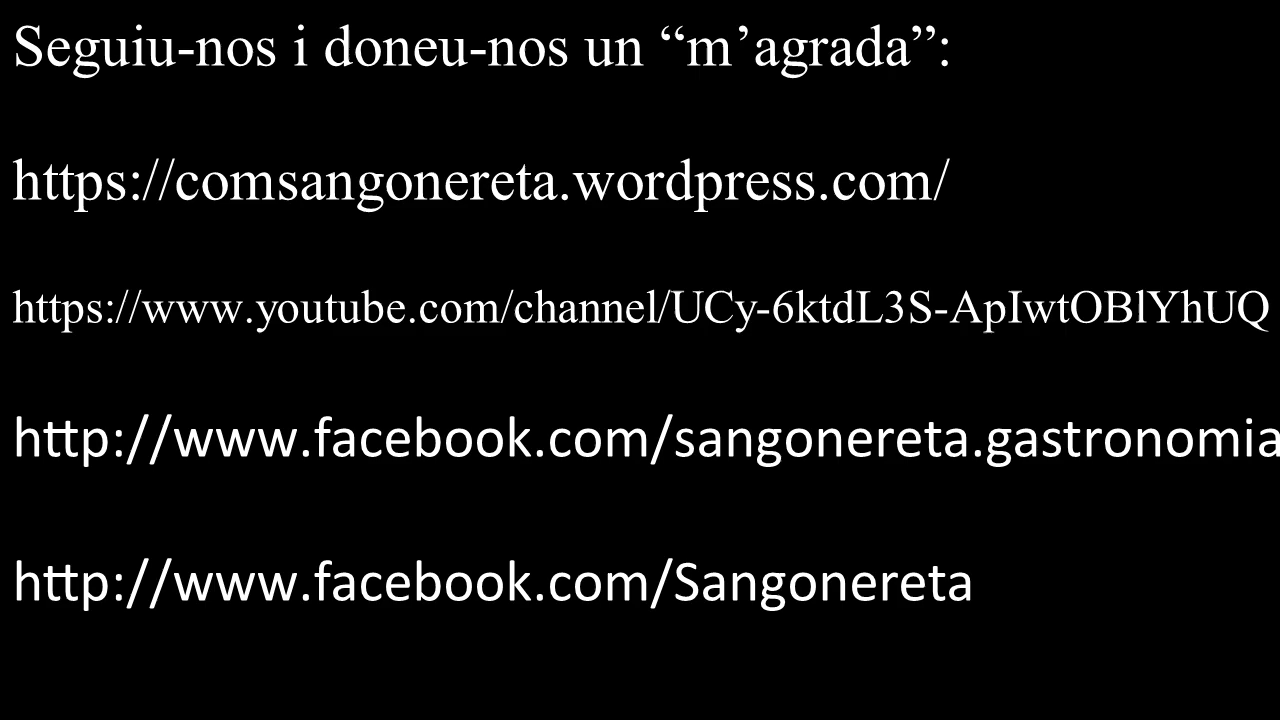 Seguiu-nos i doneu-nos un “m’agrada”:
https://comsangonereta.wordpress.com/
https://www.youtube.com/channel/UCy-6ktdL3S-ApIwtOBlYhUQ
http://www.facebook.com/sangonereta.gastronomia
http://www.facebook.com/Sangonereta